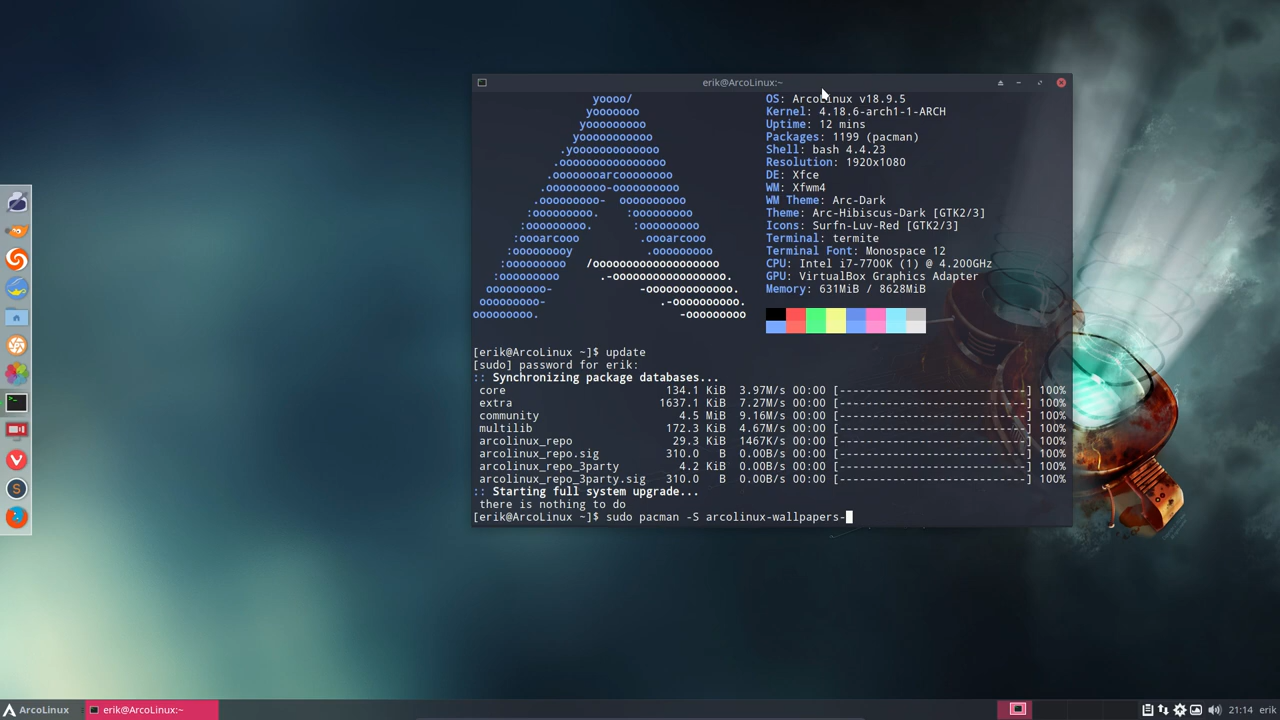 erik@ArcoLinux:~
yoooo/
yooooooo
yooooooooo
yooooooooooo
.yooooooooooooo
.oooooooooooooooo
.ooooooooarcoooooooo
.ooooooooo-oooooooooo
.ooooooooo-  oooooooooo
:ooooooooo.    :ooooooooo
:ooooooooo.      :ooooooooo
:oooarcooo         .oooarcooo
:ooooooooy         .ooooooooo
:ooooooooo   /ooooooooooooooooooo
:ooooooooo      .-ooooooooooooooooo.
ooooooooo-             -ooooooooooooo.
ooooooooo-                 .-oooooooooo.
ooooooooo.                     -ooooooooo
OS: ArcoLinux v18.9.5
Kernel: 4.18.6-arch1-1-ARCH
Uptime: 12 mins
Packages: 1199 (pacman)
Shell: bash 4.4.23
Resolution: 1920x1080
DE: Xfce
WM: Xfwm4
WM Theme: Arc-Dark
Theme: Arc-Hibiscus-Dark [GTK2/3]
Icons: Surfn-Luv-Red [GTK2/3]
Terminal: termite
Terminal Font: Monospace 12
CPU: Intel i7-7700K (1) @ 4.200GHz
GPU: VirtualBox Graphics Adapter
Memory: 631MiB / 8628MiB
[erik@ArcoLinux ~]$ update
[sudo] password for erik:
:: Synchronizing package databases...
core 134.1 KiB 3.97M/s 00:00 [-----------------------------] 100%
extra 1637.1 KiB 7.27M/s 00:00 [-----------------------------] 100%
community 4.5 MiB 9.16M/s 00:00 [-----------------------------] 100%
multilib 172.3 KiB 4.67M/s 00:00 [-----------------------------] 100%
arcolinux_repo 29.3 KiB 1467K/s 00:00 [-----------------------------] 100%
arcolinux_repo.sig 310.0 B 0.00B/s 00:00 [-----------------------------] 100%
arcolinux_repo_3party 4.2 KiB 0.00B/s 00:00 [-----------------------------] 100%
arcolinux_repo_3party.sig 310.0 B 0.00B/s 00:00 [-----------------------------] 100%
:: Starting full system upgrade...
there is nothing to do
[erik@ArcoLinux ~]$ sudo pacman -S arcolinux-wallpapers-
ArcoLinux erik@ArcoLinux:~ 21:14 erik